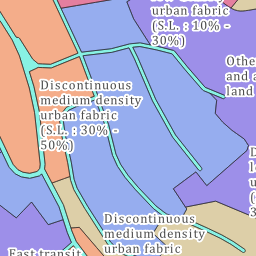 urban fabric
(S.L. : 10% -
30%)
Othe
and a
land
Discontinuous
medium density
urban fabric
(S.L. : 30% -
50%)
D
l
u
(
3
Discontinuous
medium density
urban fabric
Fast transit